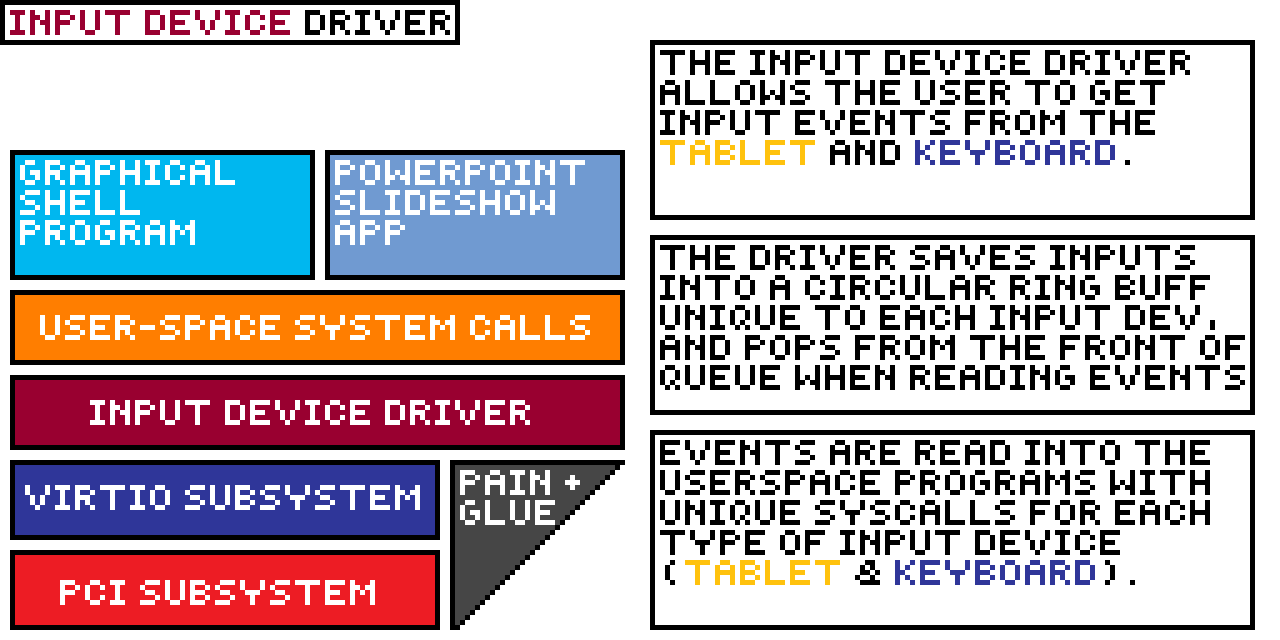 INPUT DEVICE DRIVER
GRAPHICAL
SHELL
PROGRAM
POWERPOINT
SLIDESHOW
APP
USER-SPACE SYSTEM CALLS
INPUT DEVICE DRIVER
VIRTIO SUBSYSTEM
PAIN +
GLUE
PCI SUBSYSTEM
THE INPUT DEVICE DRIVER
ALLOWS THE USER TO GET
INPUT EVENTS FROM THE
TABLET AND KEYBOARD.
THE DRIVER SAVES INPUTS
INTO A CIRCULAR RING BUFF
UNIQUE TO EACH INPUT DEV,
AND POPS FROM THE FRONT OF
QUEUE WHEN READING EVENTS
EVENTS ARE READ INTO THE
USERSPACE PROGRAMS WITH
UNIQUE SYSCALLS FOR EACH
TYPE OF INPUT DEVICE
(TABLET & KEYBOARD).